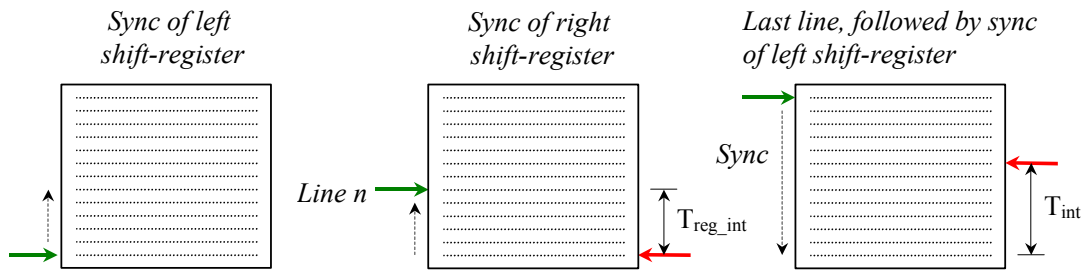 Sync of left
shift-register
Sync of right
shift-register
Last line, followed by sync
of left shift-register
Line n
T_reg_int
Sync
T_int